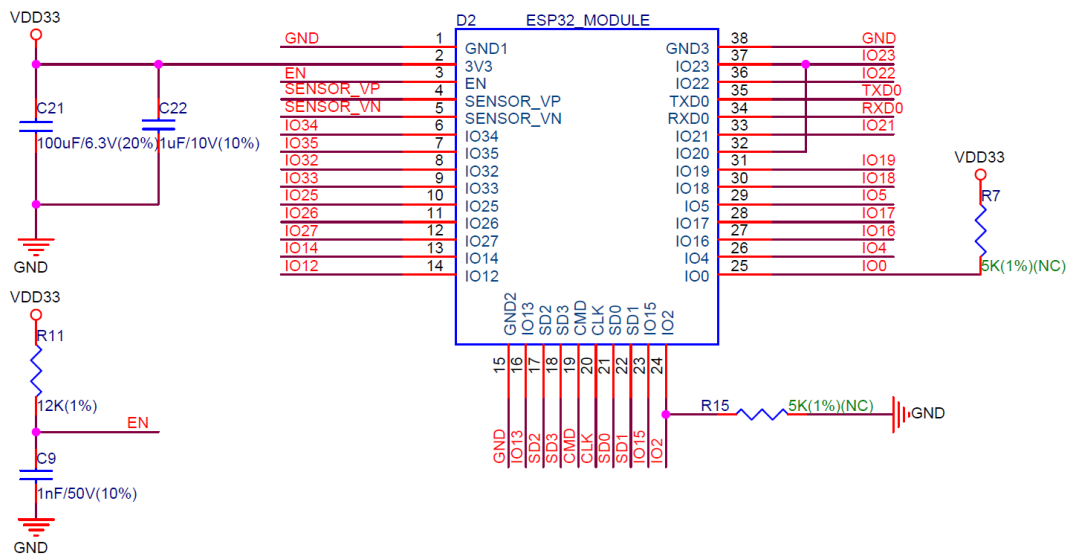 VDD33
C21
100uF/6.3V(20%)
C22
1uF/10V(10%)
GND
VDD33
R11
12K(1%)
EN
C9
1nF/50V(10%)
GND
D2 ESP32_MODULE
GND 1 GND1
2 3V3
EN 3 EN
SENSOR_VP 4 SENSOR_VP
SENSOR_VN 5 SENSOR_VN
IO34 6 IO34
IO35 7 IO35
IO32 8 IO32
IO33 9 IO33
IO25 10 IO25
IO26 11 IO26
IO27 12 IO27
IO14 13 IO14
IO12 14 IO12
GND3 38 GND
IO23 37 IO23
IO22 36 IO22
TXD0 35 TXD0
RXD0 34 RXD0
IO21 33 IO21
IO20 32
IO19 31 IO19
IO18 30 IO18
IO5 29 IO5
IO17 28 IO17
IO16 27 IO16
IO4 26 IO4
IO0 25 IO0
GND2 15 GND
IO13 16 IO13
SD2 17 SD2
SD3 18 SD3
CMD 19 CMD
CLK 20 CLK
SD0 21 SD0
SD1 22 SD1
IO15 23 IO15
IO2 24 IO2
VDD33
R7
5K(1%)(NC)
R15 5K(1%)(NC) GND